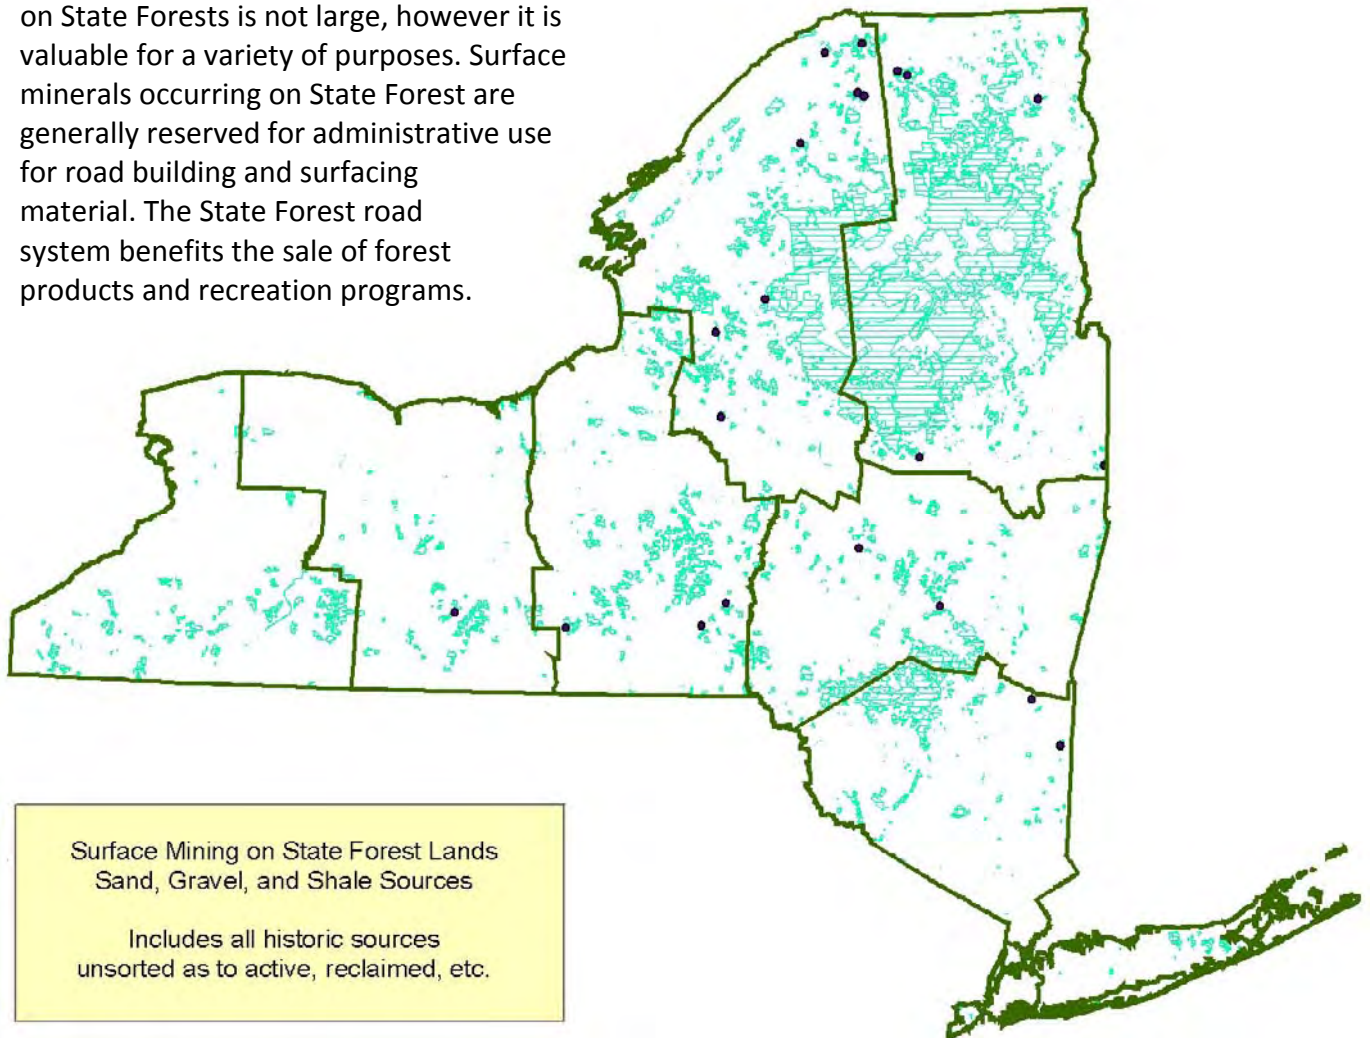 on State Forests is not large, however it is
valuable for a variety of purposes. Surface
minerals occurring on State Forest are
generally reserved for administrative use
for road building and surfacing
material. The State Forest road
system benefits the sale of forest
products and recreation programs.
Surface Mining on State Forest Lands
Sand, Gravel, and Shale Sources
Includes all historic sources
unsorted as to active, reclaimed, etc.